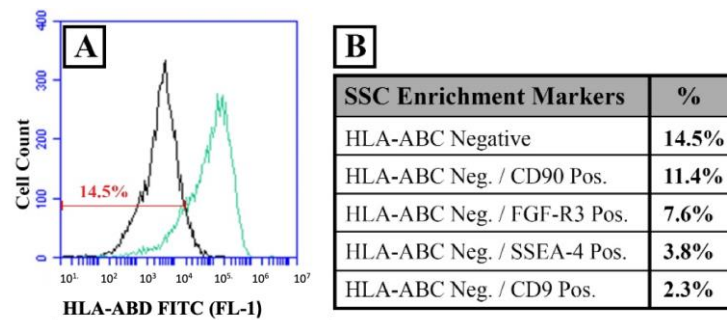 A
400
300
200
100
0
Cell Count
14.5%
10¹· 10² 10³ 10⁴ 10⁵· 10⁶ 10⁷
HLA-ABD FITC (FL-1)
B
SSC Enrichment Markers %
HLA-ABC Negative 14.5%
HLA-ABC Neg. / CD90 Pos. 11.4%
HLA-ABC Neg. / FGF-R3 Pos. 7.6%
HLA-ABC Neg. / SSEA-4 Pos. 3.8%
HLA-ABC Neg. / CD9 Pos. 2.3%